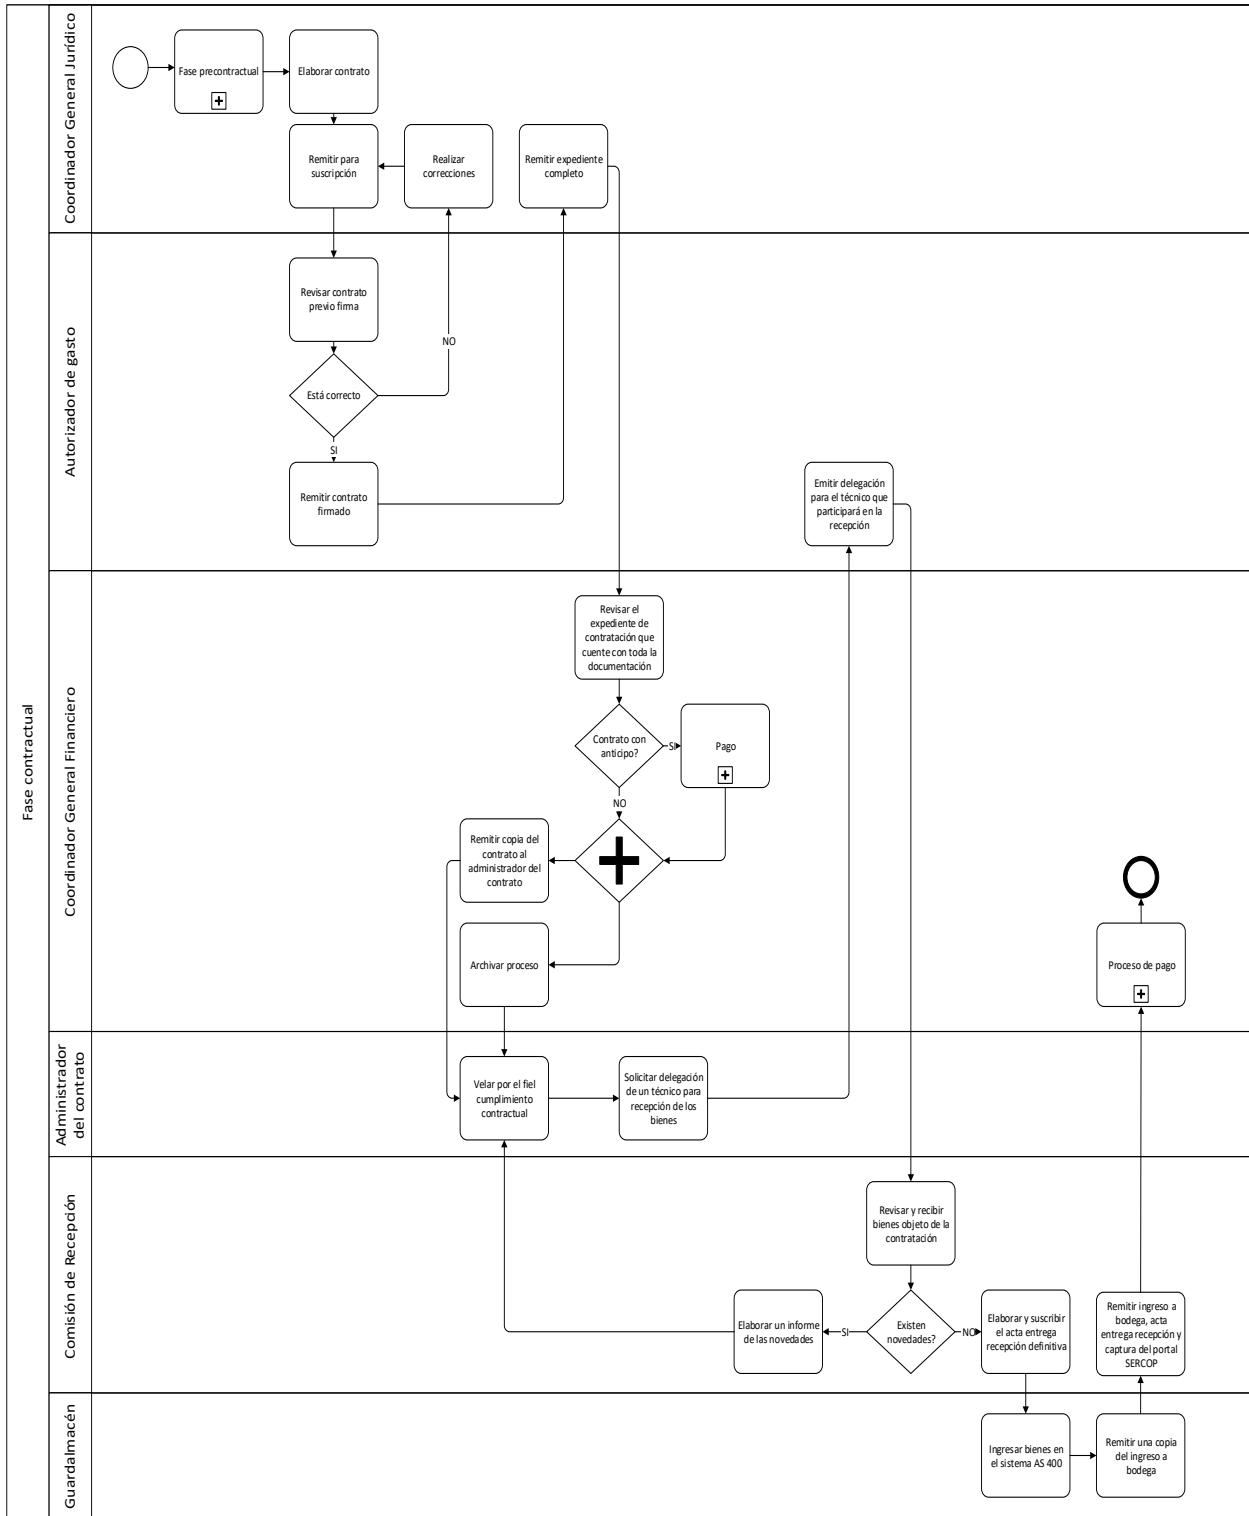 Fase contractual
Coordinador General Jurídico
Fase precontractual
Elaborar contrato
Remitir para
suscripción
Realizar
correcciones
Remitir expediente
completo
Autorizador de gasto
Revisar contrato
previo firma
Está correcto
NO
SI
Remitir contrato
firmado
Emitir delegación
para el técnico que
participará en la
recepción
Coordinador General Financiero
Revisar el
expediente de
contratación que
cuente con toda la
documentación
Contrato con
anticipo?
SI
Pago
NO
Remitir copia del
contrato al
administrador del
contrato
Archivar proceso
Proceso de pago
Administrador
del contrato
Velar por el fiel
cumplimiento
contractual
Solicitar delegación
de un técnico para
recepción de los
bienes
Comisión de Recepción
Revisar y recibir
bienes objeto de la
contratación
Elaborar un informe
de las novedades
SI
Existen
novedades?
NO
Elaborar y suscribir
el acta entrega
recepción definitiva
Remitir ingreso a
bodega, acta
entrega recepción y
captura del portal
SERCOP
Guardalmacén
Ingresar bienes en
el sistema AS 400
Remitir una copia
del ingreso a
bodega